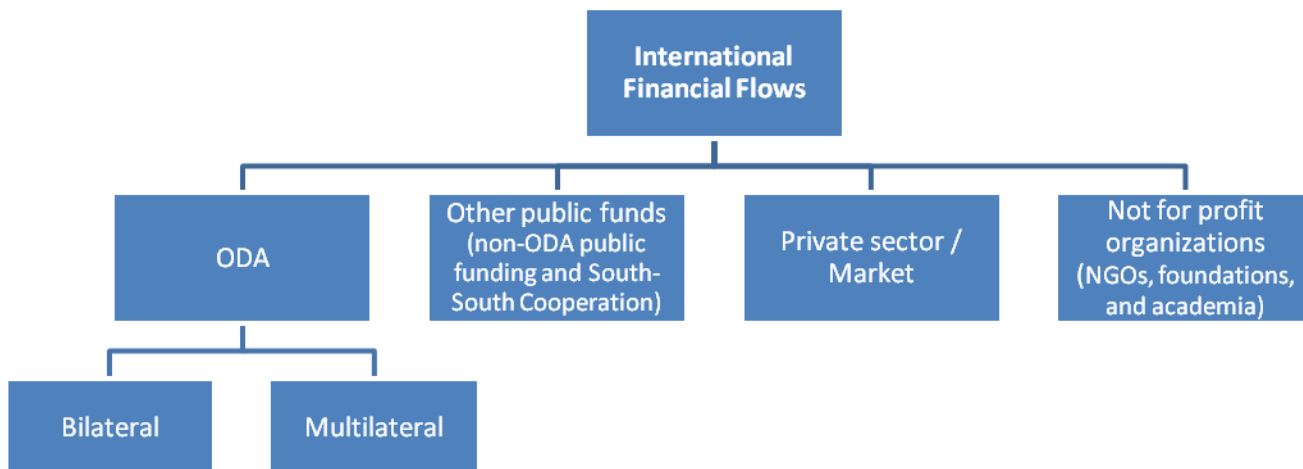 International
Financial Flows
ODA
Other public funds
(non-ODA public
funding and South-
South Cooperation)
Private sector /
Market
Not for profit
organizations
(NGOs, foundations,
and academia)
Bilateral
Multilateral